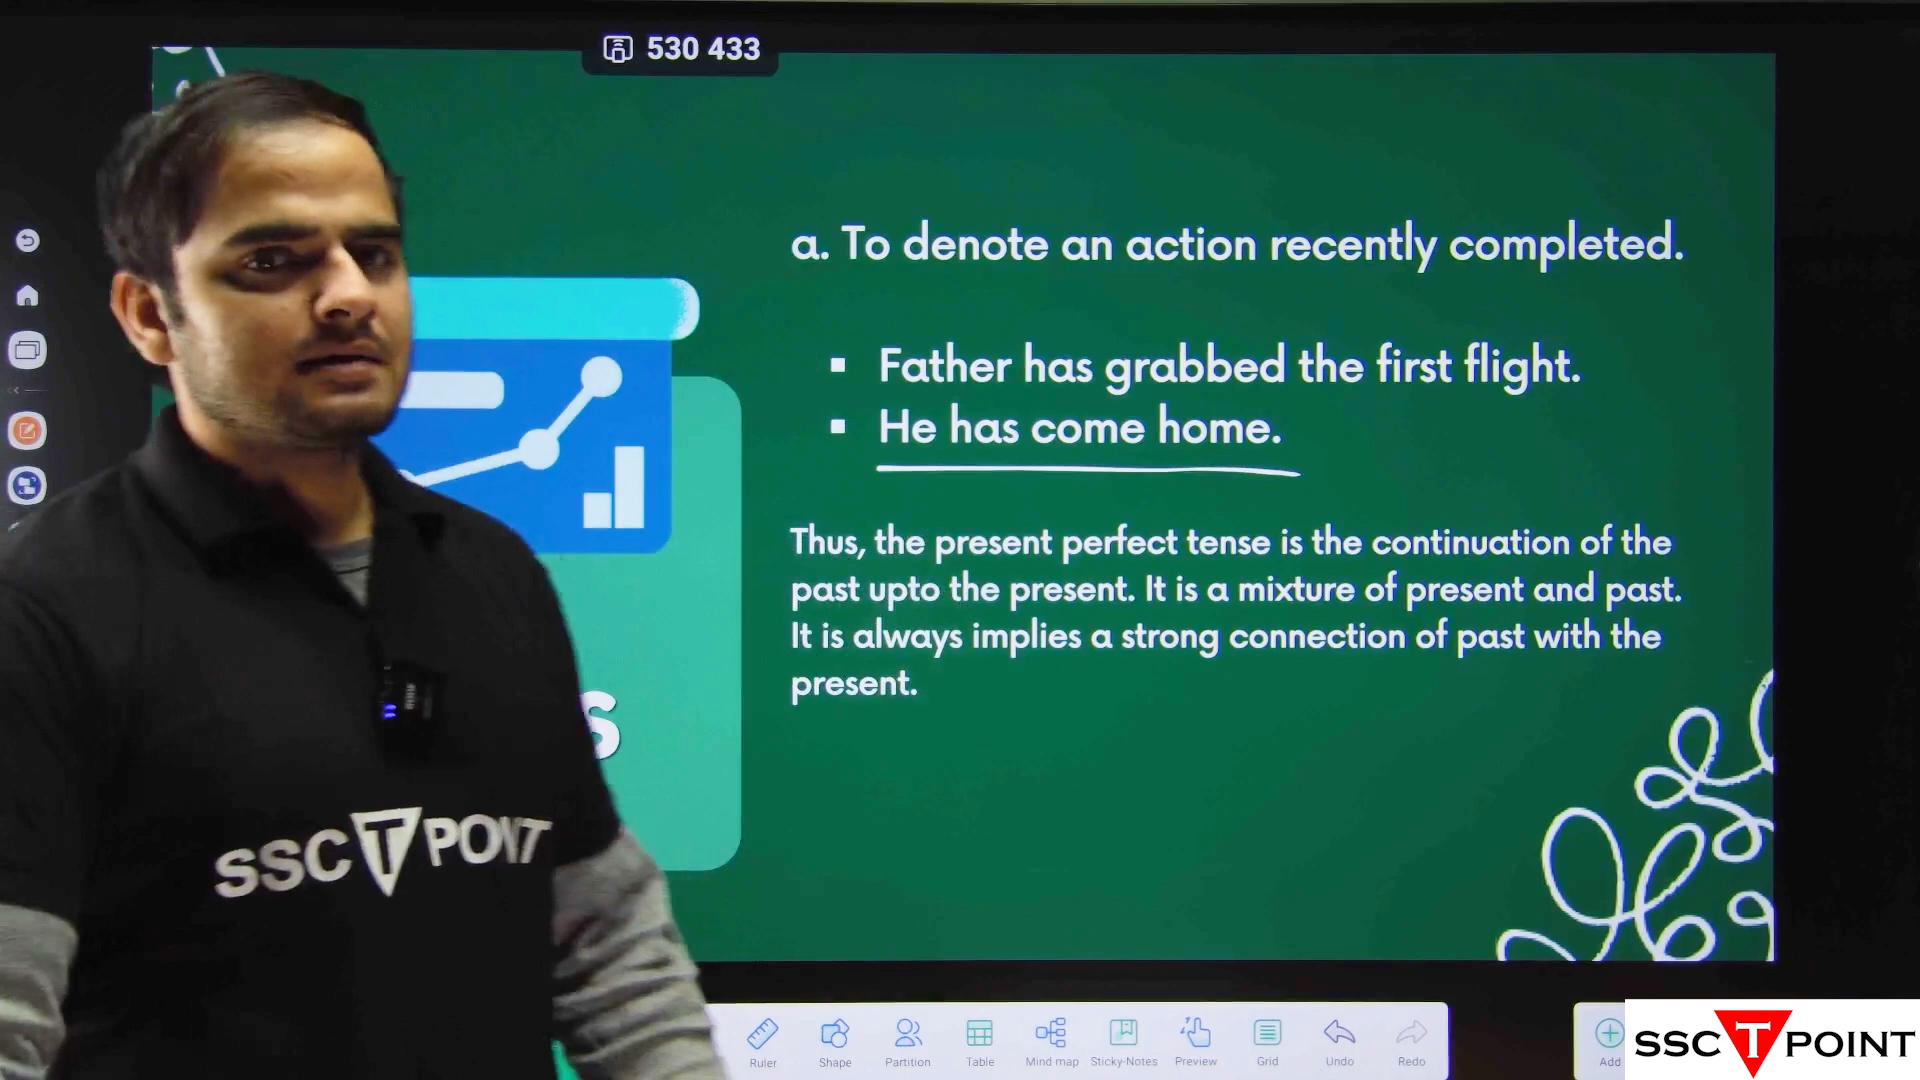 530 433
a. To denote an action recently completed.
▪ Father has grabbed the first flight.
▪ He has come home.
Thus, the present perfect tense is the continuation of the
past upto the present. It is a mixture of present and past.
It is always implies a strong connection of past with the
present.
s
SSC T POINT
Ruler Shape Partition Table Mind map Sticky-Notes Preview Grid Undo Redo Add
SSC T POINT